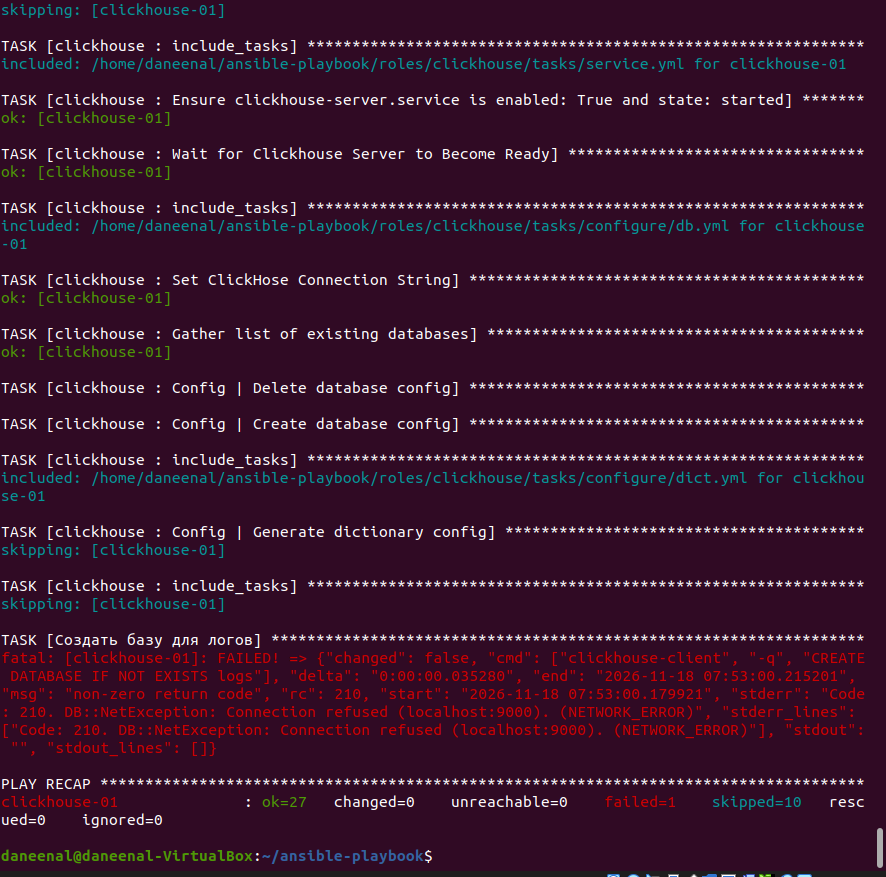 skipping: [clickhouse-01]
TASK [clickhouse : include_tasks] **************************************************************
included: /home/daneenal/ansible-playbook/roles/clickhouse/tasks/service.yml for clickhouse-01
TASK [clickhouse : Ensure clickhouse-server.service is enabled: True and state: started] *******
ok: [clickhouse-01]
TASK [clickhouse : Wait for Clickhouse Server to Become Ready] *********************************
ok: [clickhouse-01]
TASK [clickhouse : include_tasks] **************************************************************
included: /home/daneenal/ansible-playbook/roles/clickhouse/tasks/configure/db.yml for clickhouse
-01
TASK [clickhouse : Set ClickHose Connection String] ********************************************
ok: [clickhouse-01]
TASK [clickhouse : Gather list of existing databases] ******************************************
ok: [clickhouse-01]
TASK [clickhouse : Config | Delete database config] ********************************************
TASK [clickhouse : Config | Create database config] ********************************************
TASK [clickhouse : include_tasks] **************************************************************
included: /home/daneenal/ansible-playbook/roles/clickhouse/tasks/configure/dict.yml for clickhou
se-01
TASK [clickhouse : Config | Generate dictionary config] ****************************************
skipping: [clickhouse-01]
TASK [clickhouse : include_tasks] **************************************************************
skipping: [clickhouse-01]
TASK [Создать базу для логов] ******************************************************************
fatal: [clickhouse-01]: FAILED! => {"changed": false, "cmd": ["clickhouse-client", "-q", "CREATE
 DATABASE IF NOT EXISTS logs"], "delta": "0:00:00.035280", "end": "2026-11-18 07:53:00.215201",
"msg": "non-zero return code", "rc": 210, "start": "2026-11-18 07:53:00.179921", "stderr": "Code
: 210. DB::NetException: Connection refused (localhost:9000). (NETWORK_ERROR)", "stderr_lines":
["Code: 210. DB::NetException: Connection refused (localhost:9000). (NETWORK_ERROR)"], "stdout":
 "", "stdout_lines": []}
PLAY RECAP *************************************************************************************
clickhouse-01              : ok=27   changed=0    unreachable=0    failed=1    skipped=10   resc
ued=0    ignored=0
daneenal@daneenal-VirtualBox:~/ansible-playbook$